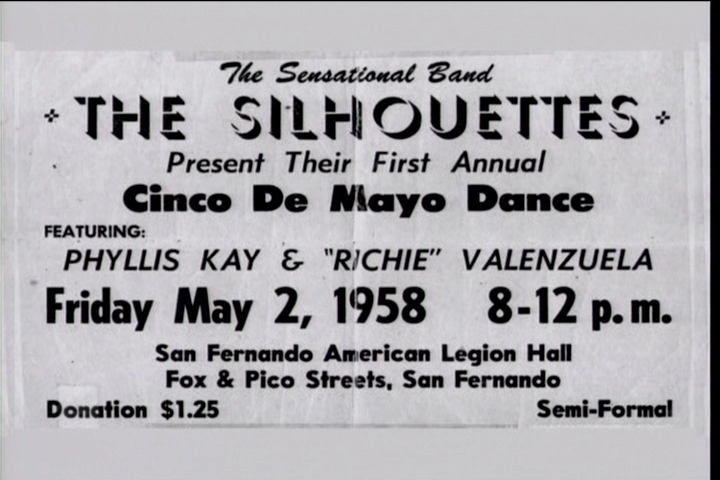 The Sensational Band
THE SILHOUETTES
Present Their First Annual
Cinco De Mayo Dance
FEATURING:
PHYLLIS KAY & "RICHIE" VALENZUELA
Friday May 2, 1958 8-12 p.m.
San Fernando American Legion Hall
Fox & Pico Streets, San Fernando
Donation $1.25 Semi-Formal